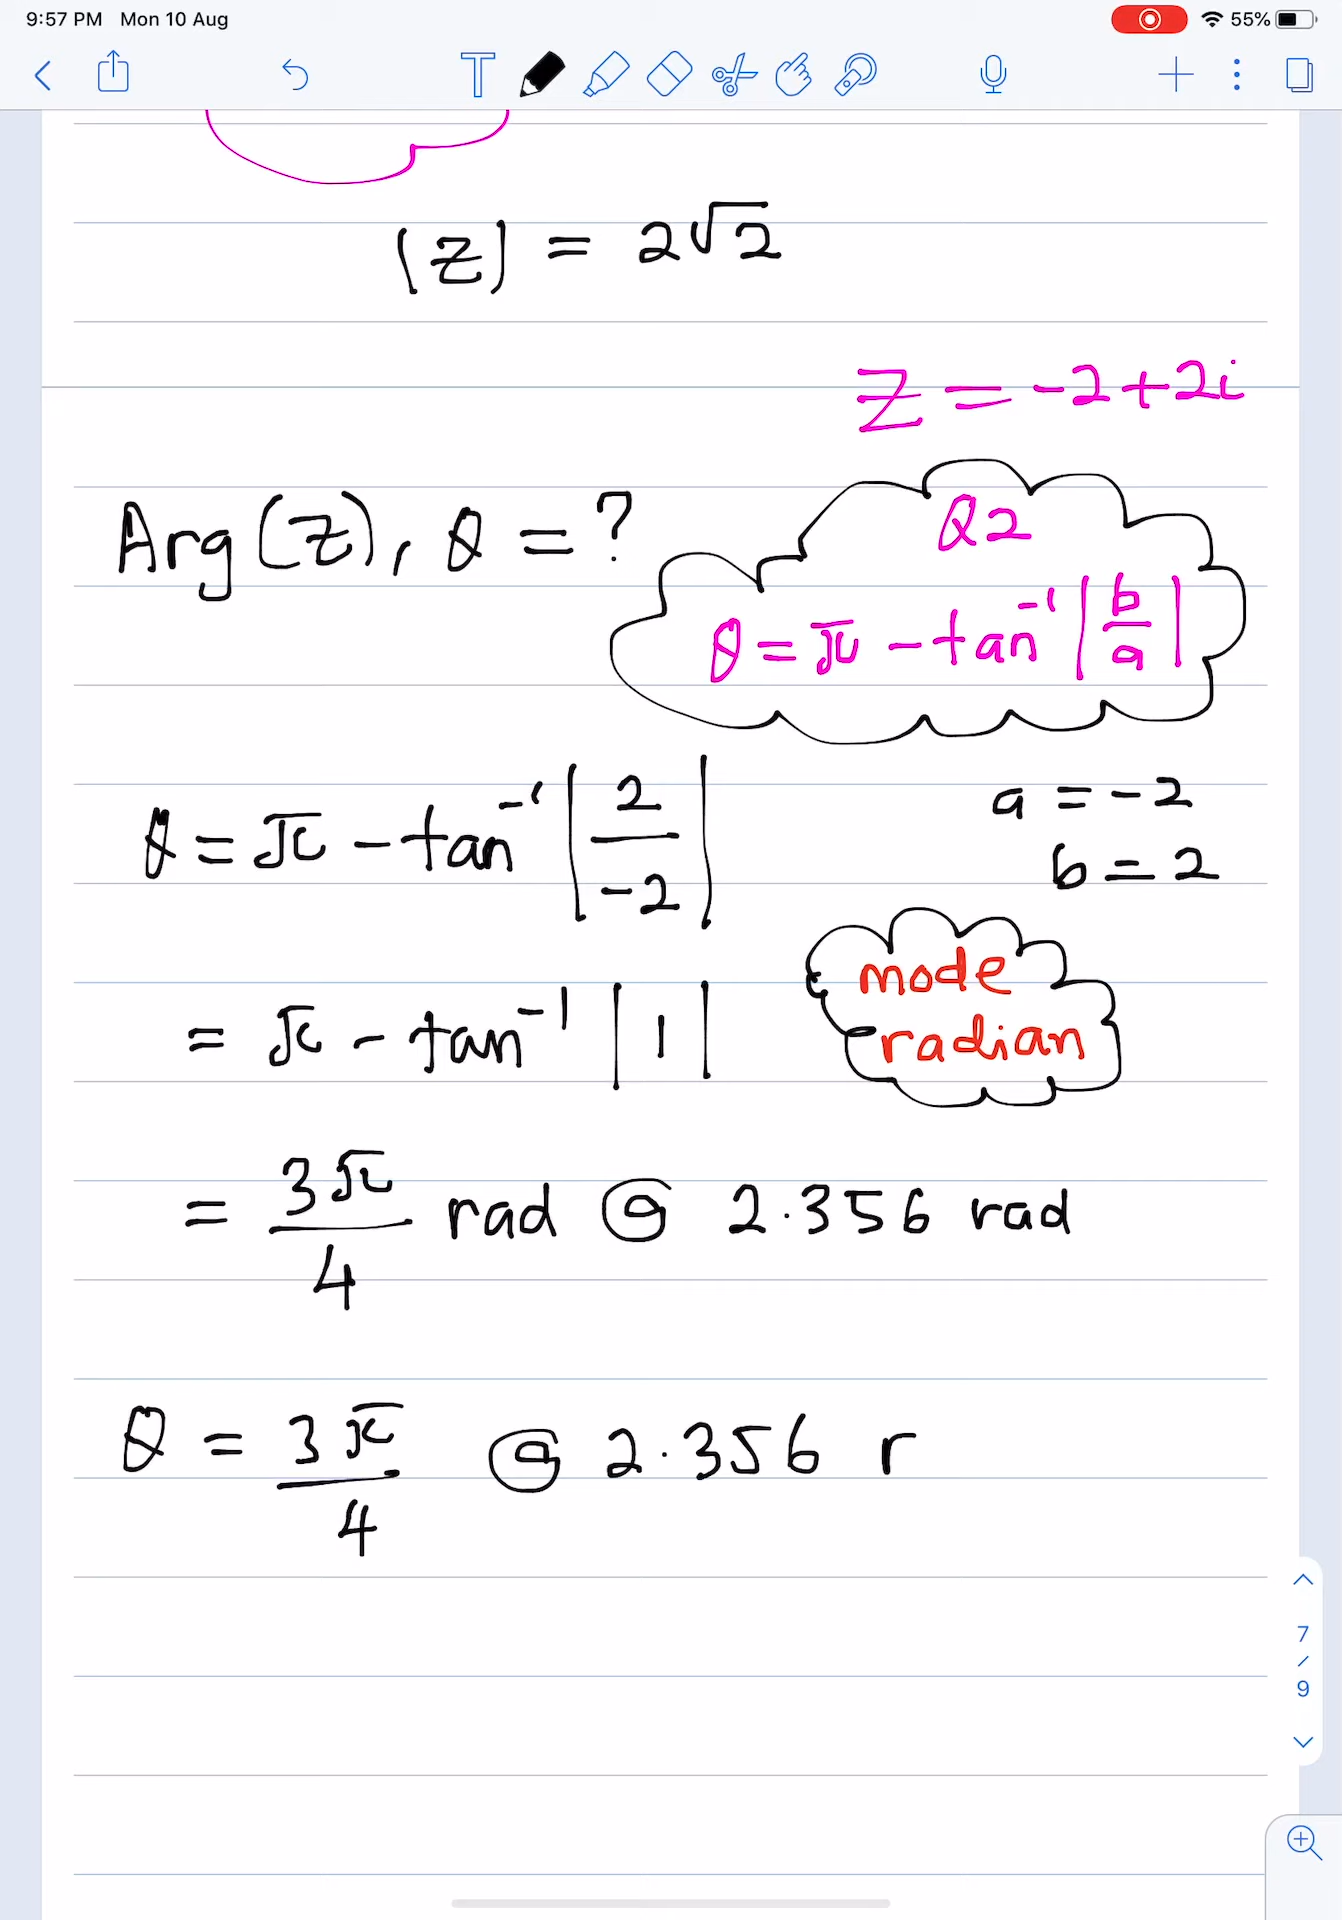 9:57 PM Mon 10 Aug 55%
|z| = 2√2
z = -2+2i
Arg(z), θ = ?
Q2
θ = π - tan⁻¹ |b/a|
θ = π - tan⁻¹ |2/-2|
a = -2
b = 2
= π - tan⁻¹ |1|
mode
radian
= 3π/4 rad @ 2.356 rad
θ = 3π/4 @ 2.356 r
7
/
9